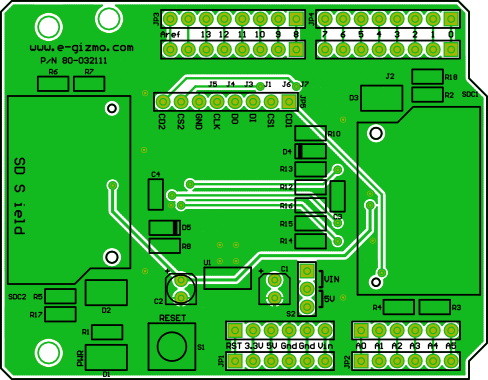 JP3
JP4
Aref 13 12 11 10 9 8
7 6 5 4 3 2 1 0
www.e-gizmo.com
P/N 80-032111
R6 R7
J2
R18
J5 J4 J3 J1 J6 J7
D3
R2
SDC1
JP5
CD2 CS2 GND CLK DO DI CS1 CD1
R10
D4
SD S ield
R13
C4
R12
R16
C3
D5
R15
R8
R14
U1
+
+
C1
VIN
SDC2 R5
D2
C2
5V
R17
S2
R4 R3
RESET
R1
S1
PWR
D1
RST 3.3V 5V Gnd Gnd Vin
A0 A1 A2 A3 A4 A5
JP1
JP2